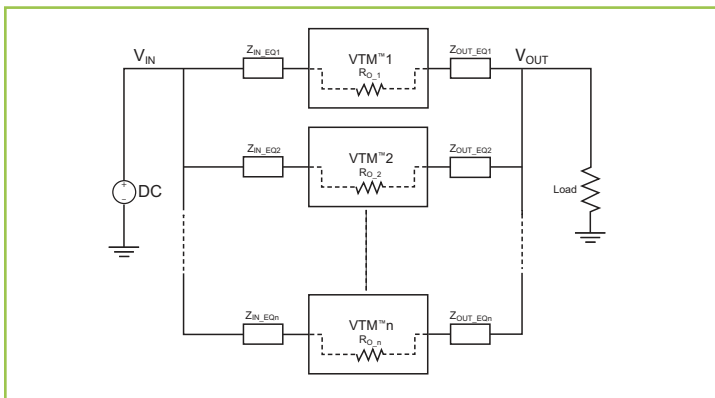 V_IN
Z_IN_EQ1
VTM™1
R_O_1
Z_OUT_EQ1
V_OUT
Z_IN_EQ2
VTM™2
R_O_2
Z_OUT_EQ2
+
−
DC
Load
Z_IN_EQn
VTM™n
R_O_n
Z_OUT_EQn